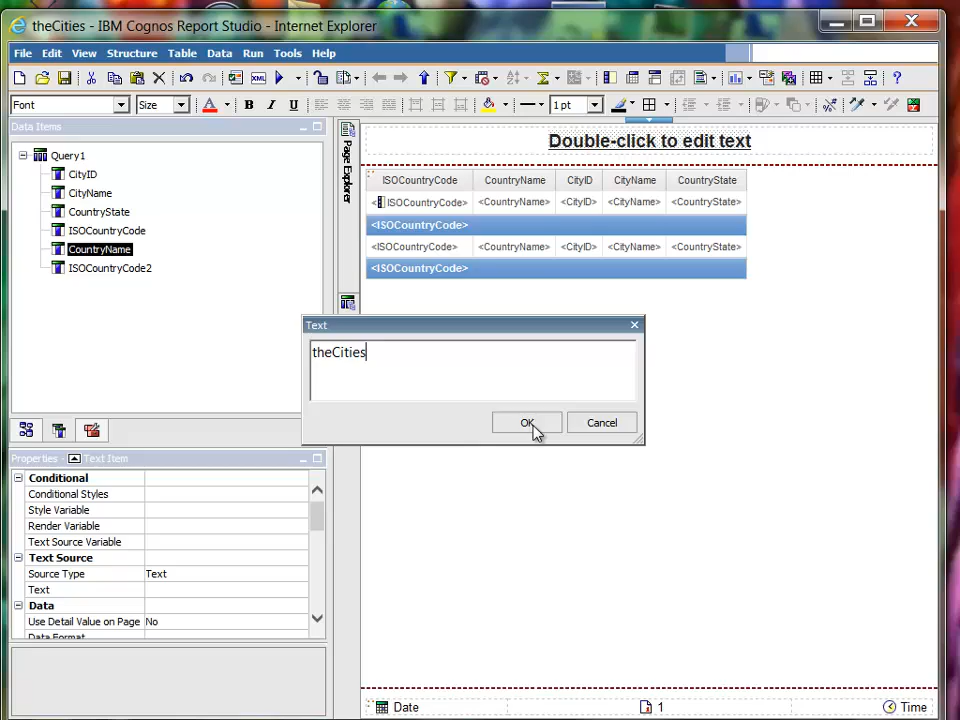 theCities - IBM Cognos Report Studio - Internet Explorer
File Edit View Structure Table Data Run Tools Help
Font Size 1 pt
Data Items
Query1
CityID
CityName
CountryState
ISOCountryCode
CountryName
ISOCountryCode2
Page Explorer
Double-click to edit text
ISOCountryCode CountryName CityID CityName CountryState
<ISOCountryCode> <CountryName> <CityID> <CityName> <CountryState>
<ISOCountryCode>
<ISOCountryCode> <CountryName> <CityID> <CityName> <CountryState>
<ISOCountryCode>
Text
theCities
OK Cancel
Properties - Text Item
Conditional
Conditional Styles
Style Variable
Render Variable
Text Source Variable
Text Source
Source Type Text
Text
Data
Use Detail Value on Page No
Data Format
Date 1 Time